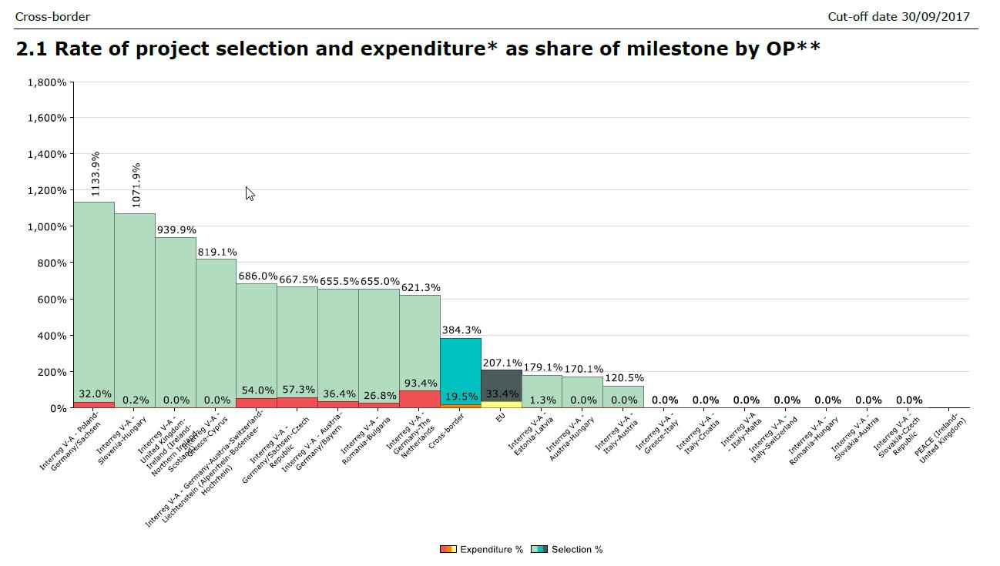 Cross-border
Cut-off date 30/09/2017
2.1 Rate of project selection and expenditure* as share of milestone by OP**
1,800%
1,600%
1,400%
1,200%
1,000%
800%
600%
400%
200%
0%
1133.9%
1071.9%
939.9%
819.1%
686.0%
667.5%
655.5%
655.0%
621.3%
384.3%
207.1%
179.1%
170.1%
120.5%
32.0%
0.2%
0.0%
0.0%
54.0%
57.3%
36.4%
26.8%
93.4%
19.5%
33.4%
1.3%
0.0%
0.0%
0.0%
0.0%
0.0%
0.0%
0.0%
0.0%
0.0%
Interreg V-A - Poland-
Germany/Sachsen
Interreg V-A -
Slovenia-Hungary
Interreg V-A -
United Kingdom-
Ireland (Ireland-
Northern Ireland-
Scotland)
Interreg V-A -
Greece-Cyprus
Interreg V-A - Germany-Austria-Switzerland-
Liechtenstein (Alpenrhein-Bodensee-
Hochrhein)
Interreg V-A -
Germany/Sachsen-Czech
Republic
Interreg V-A - Austria-
Germany/Bayern
Interreg V-A -
Romania-Bulgaria
Interreg V-A -
Germany-The
Netherlands
Cross-border
EU
Interreg V-A -
Estonia-Latvia
Interreg V-A -
Austria-Hungary
Interreg V-A -
Italy-Austria
Interreg V-A -
Greece-Italy
Interreg V-A -
Italy-Croatia
Interreg V-A
- Italy-Malta
Interreg V-A -
Italy-Switzerland
Interreg V-A -
Romania-Hungary
Interreg V-A -
Slovakia-Austria
Interreg V-A -
Slovakia-Czech
Republic
PEACE (Ireland-
United Kingdom)
Expenditure %
Selection %